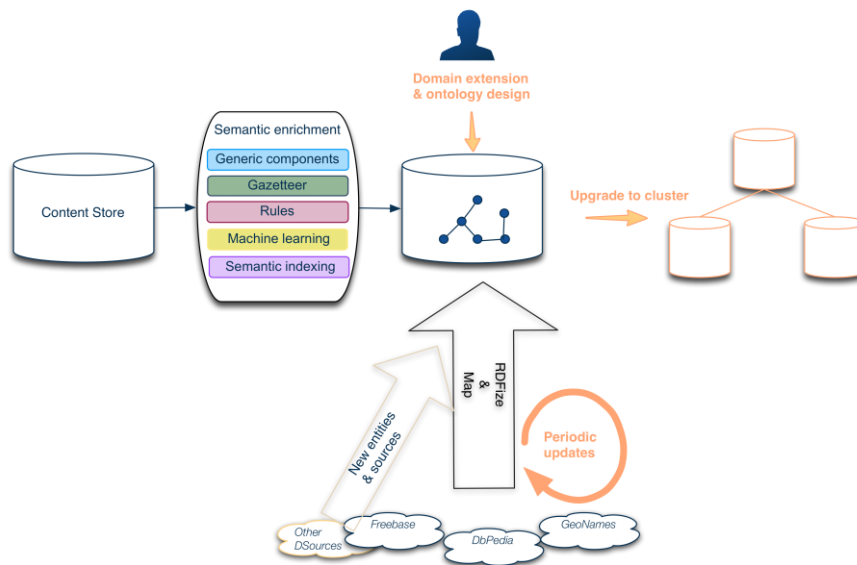 Domain extension
& ontology design
Semantic enrichment
Generic components
Gazetteer
Rules
Machine learning
Semantic indexing
Content Store
Upgrade to cluster
RDFize
&
Map
New entities
& sources
Periodic
updates
Other
DSources
Freebase
DbPedia
GeoNames